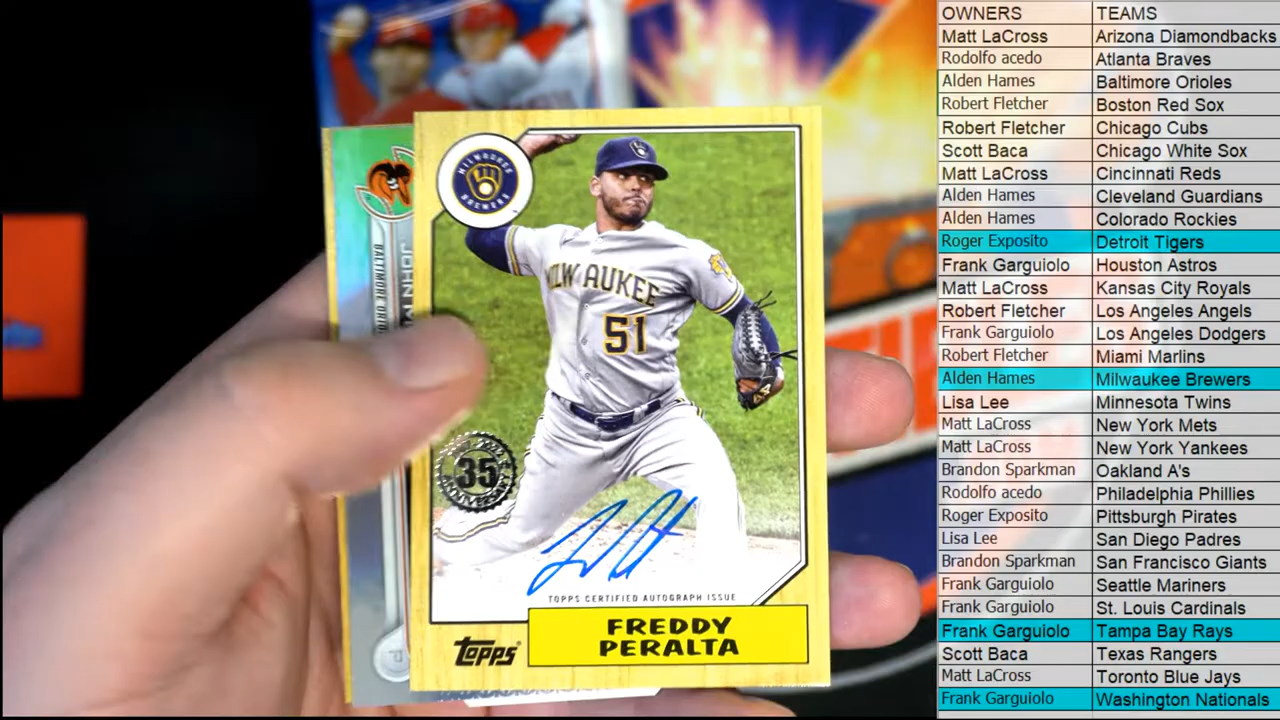 MILWAUKEE
BREWERS
MILWAUKEE
51
BALTIMORE
35
ANNIVERSARY
TOPPS CERTIFIED AUTOGRAPH ISSUE
FREDDY
PERALTA
Topps
P
OWNERS TEAMS
Matt LaCross Arizona Diamondbacks
Rodolfo acedo Atlanta Braves
Alden Hames Baltimore Orioles
Robert Fletcher Boston Red Sox
Robert Fletcher Chicago Cubs
Scott Baca Chicago White Sox
Matt LaCross Cincinnati Reds
Alden Hames Cleveland Guardians
Alden Hames Colorado Rockies
Roger Exposito Detroit Tigers
Frank Garguiolo Houston Astros
Matt LaCross Kansas City Royals
Robert Fletcher Los Angeles Angels
Frank Garguiolo Los Angeles Dodgers
Robert Fletcher Miami Marlins
Alden Hames Milwaukee Brewers
Lisa Lee Minnesota Twins
Matt LaCross New York Mets
Matt LaCross New York Yankees
Brandon Sparkman Oakland A's
Rodolfo acedo Philadelphia Phillies
Roger Exposito Pittsburgh Pirates
Lisa Lee San Diego Padres
Brandon Sparkman San Francisco Giants
Frank Garguiolo Seattle Mariners
Frank Garguiolo St. Louis Cardinals
Frank Garguiolo Tampa Bay Rays
Scott Baca Texas Rangers
Matt LaCross Toronto Blue Jays
Frank Garguiolo Washington Nationals